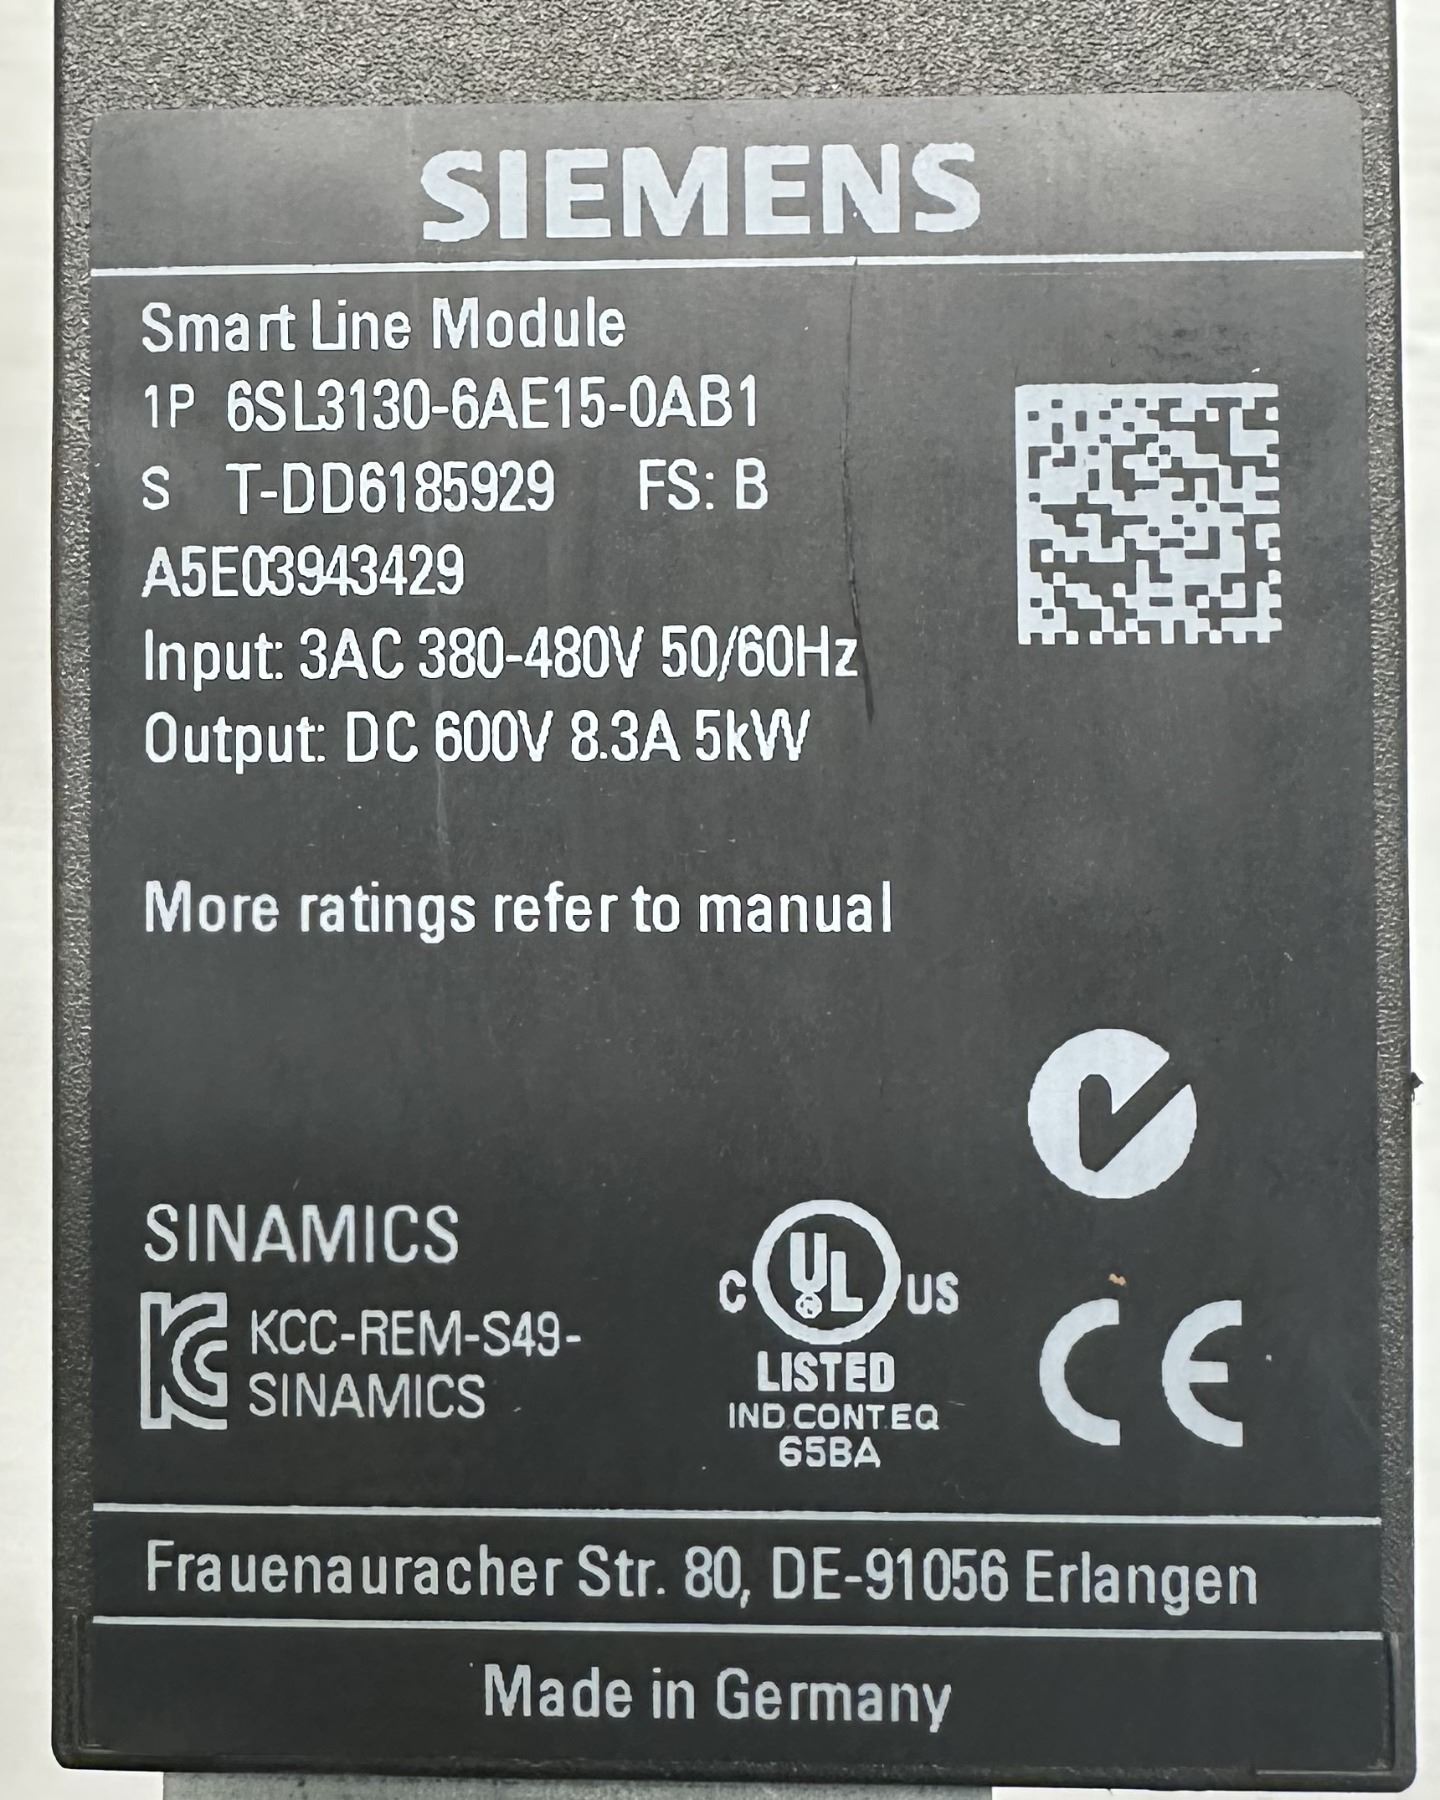 SIEMENS
Smart Line Module
1P 6SL3130-6AE15-0AB1
S T-DD6185929 FS: B
A5E03943429
Input: 3AC 380-480V 50/60Hz
Output: DC 600V 8.3A 5kW
More ratings refer to manual
SINAMICS
KCC-REM-S49-
SINAMICS
C UL ® US
LISTED
IND.CONT.EQ
65BA
CE
Frauenauracher Str. 80, DE-91056 Erlangen
Made in Germany